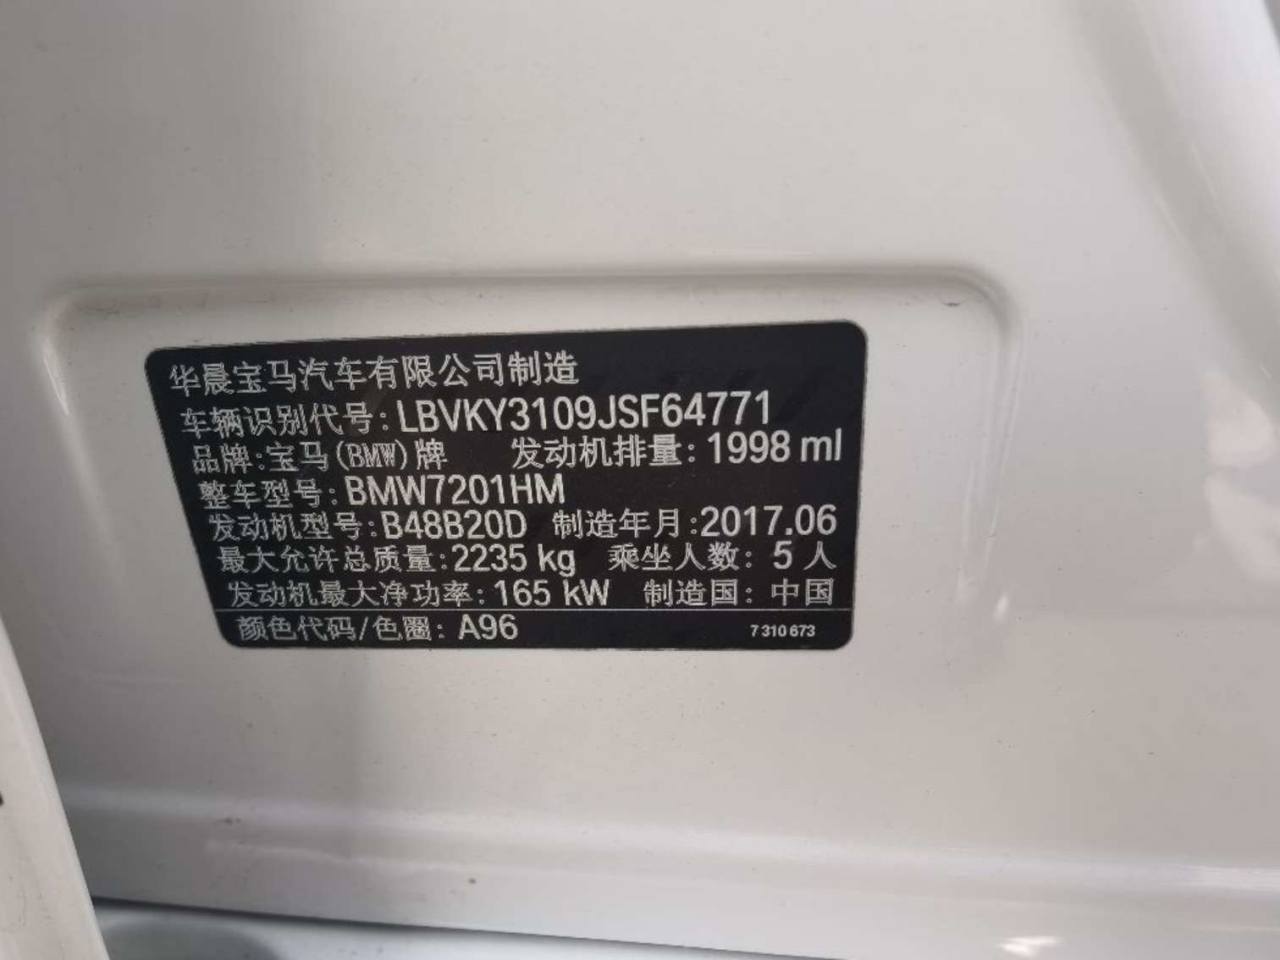 华晨宝马汽车有限公司制造
车辆识别代号: LBVKY3109JSF64771
品牌: 宝马(BMW)牌 发动机排量: 1998 ml
整车型号: BMW7201HM
发动机型号: B48B20D 制造年月: 2017.06
最大允许总质量: 2235 kg 乘坐人数: 5 人
发动机最大净功率: 165 kW 制造国: 中国
颜色代码/色圈: A96 7 310 673